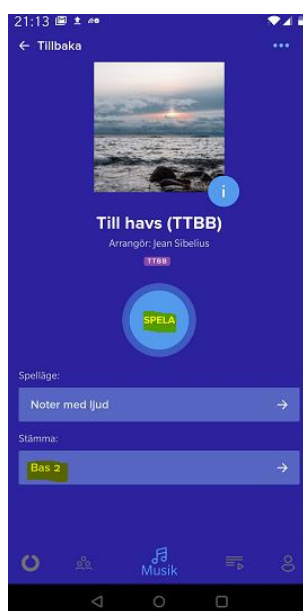 21:13
← Tillbaka
i
Till havs (TTBB)
Arrangör: Jean Sibelius
TTBB
SPELA
Spelläge:
Noter med ljud →
Stämma:
Bas 2 →
Musik